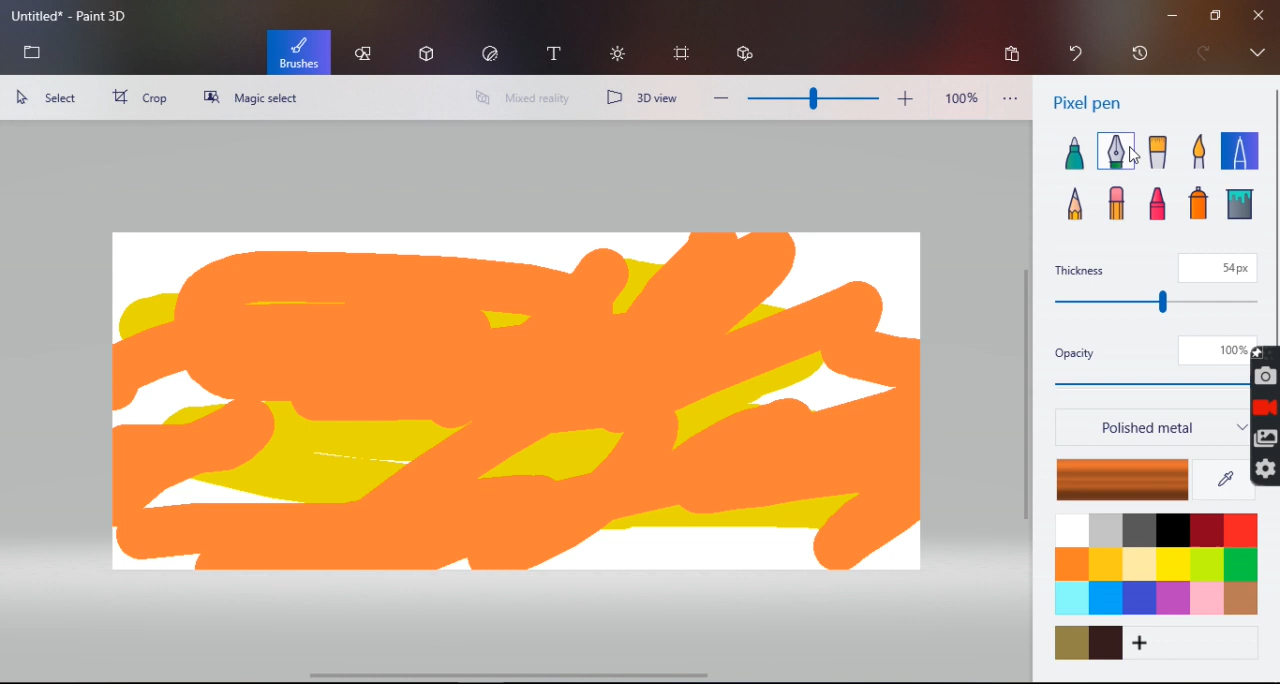 Untitled* - Paint 3D
Brushes
T
Select
Crop
Magic select
Mixed reality
3D view
100%
Pixel pen
Thickness
54px
Opacity
100%
Polished metal